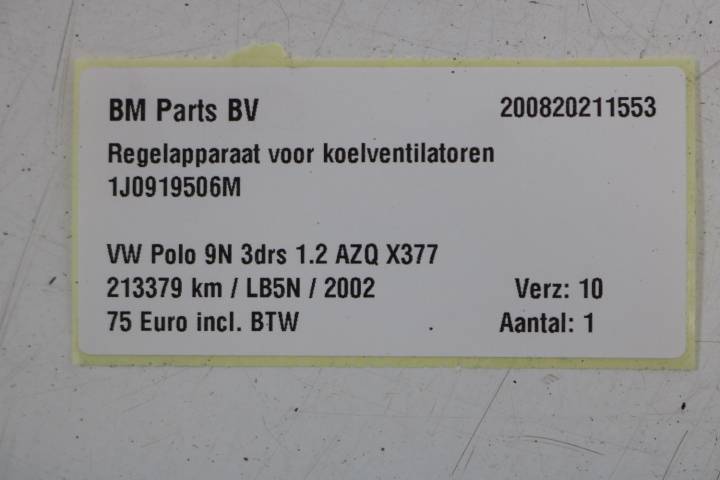 BM Parts BV 200820211553
Regelapparaat voor koelventilatoren
1J0919506M
VW Polo 9N 3drs 1.2 AZQ X377
213379 km / LB5N / 2002 Verz: 10
75 Euro incl. BTW Aantal: 1